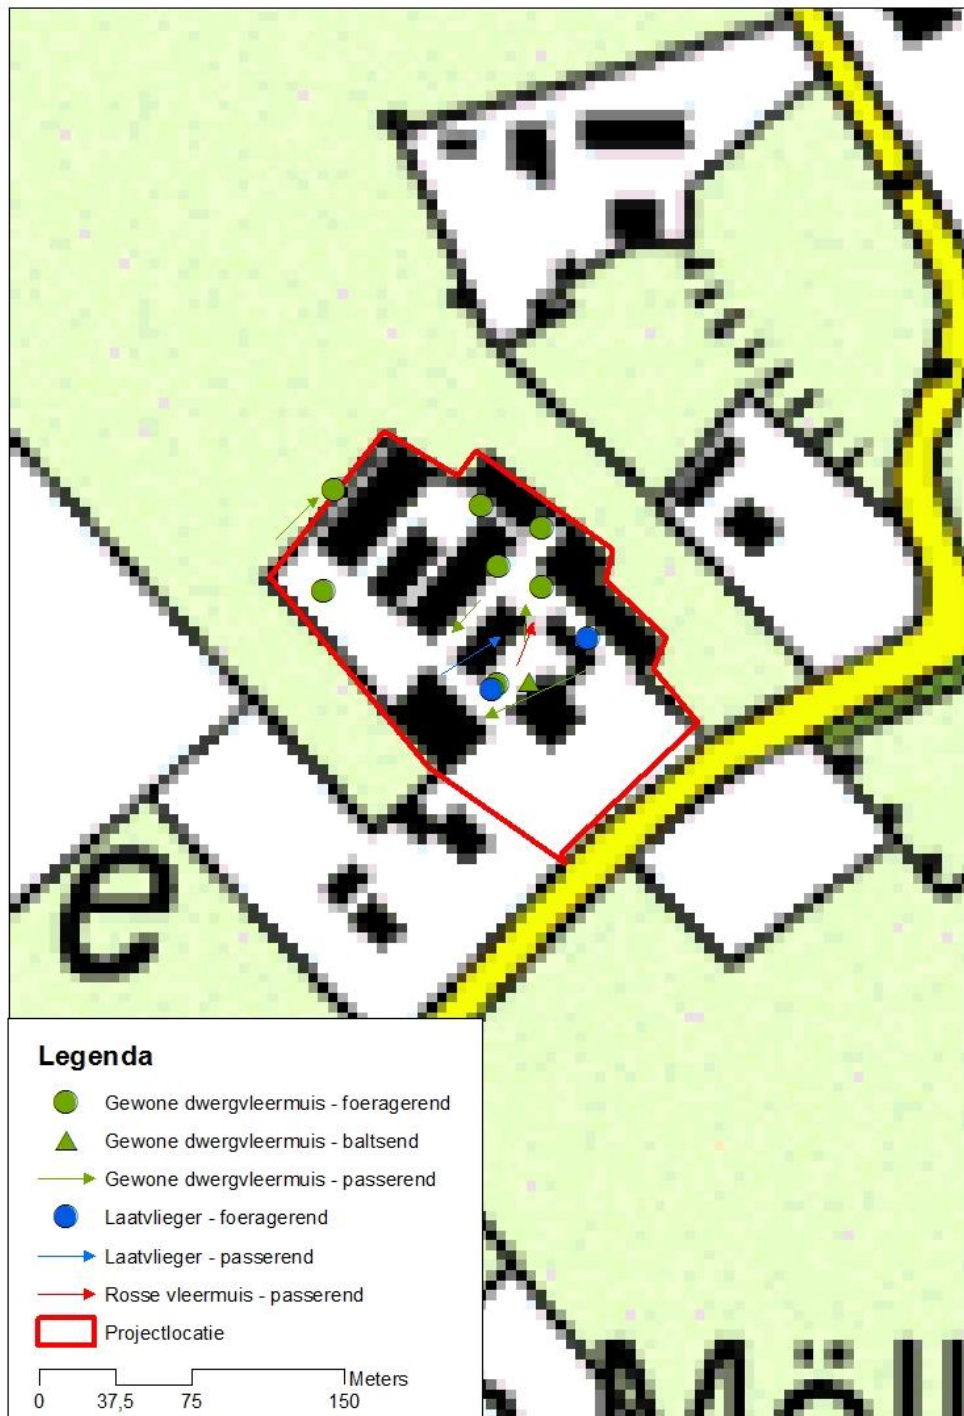 e
Legenda
Gewone dwergvleermuis - foeragerend
Gewone dwergvleermuis - baltsend
Gewone dwergvleermuis - passerend
Laatvlieger - foeragerend
Laatvlieger - passerend
Rosse vleermuis - passerend
Projectlocatie
Meters
0 37,5 75 150
Möll